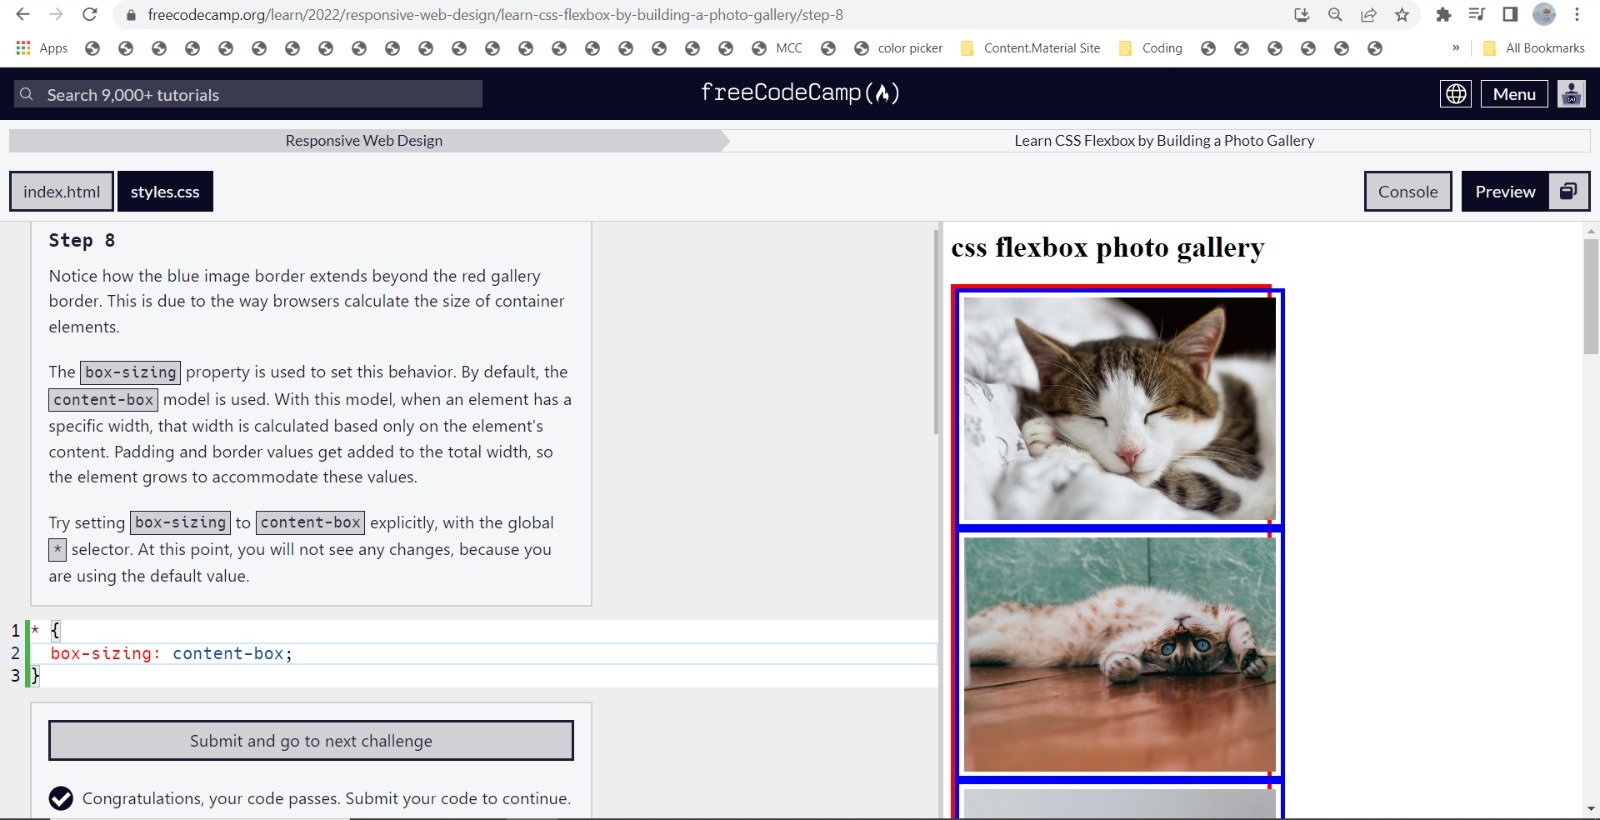 freecodecamp.org/learn/2022/responsive-web-design/learn-css-flexbox-by-building-a-photo-gallery/step-8
Apps MCC color picker Content.Material Site Coding » All Bookmarks
Search 9,000+ tutorials freeCodeCamp Menu
Responsive Web Design Learn CSS Flexbox by Building a Photo Gallery
index.html styles.css Console Preview
Step 8
Notice how the blue image border extends beyond the red gallery
border. This is due to the way browsers calculate the size of container
elements.
The box-sizing property is used to set this behavior. By default, the
content-box model is used. With this model, when an element has a
specific width, that width is calculated based only on the element's
content. Padding and border values get added to the total width, so
the element grows to accommodate these values.
Try setting box-sizing to content-box explicitly, with the global
* selector. At this point, you will not see any changes, because you
are using the default value.
1 * {
2 box-sizing: content-box;
3 }
Submit and go to next challenge
Congratulations, your code passes. Submit your code to continue.
css flexbox photo gallery